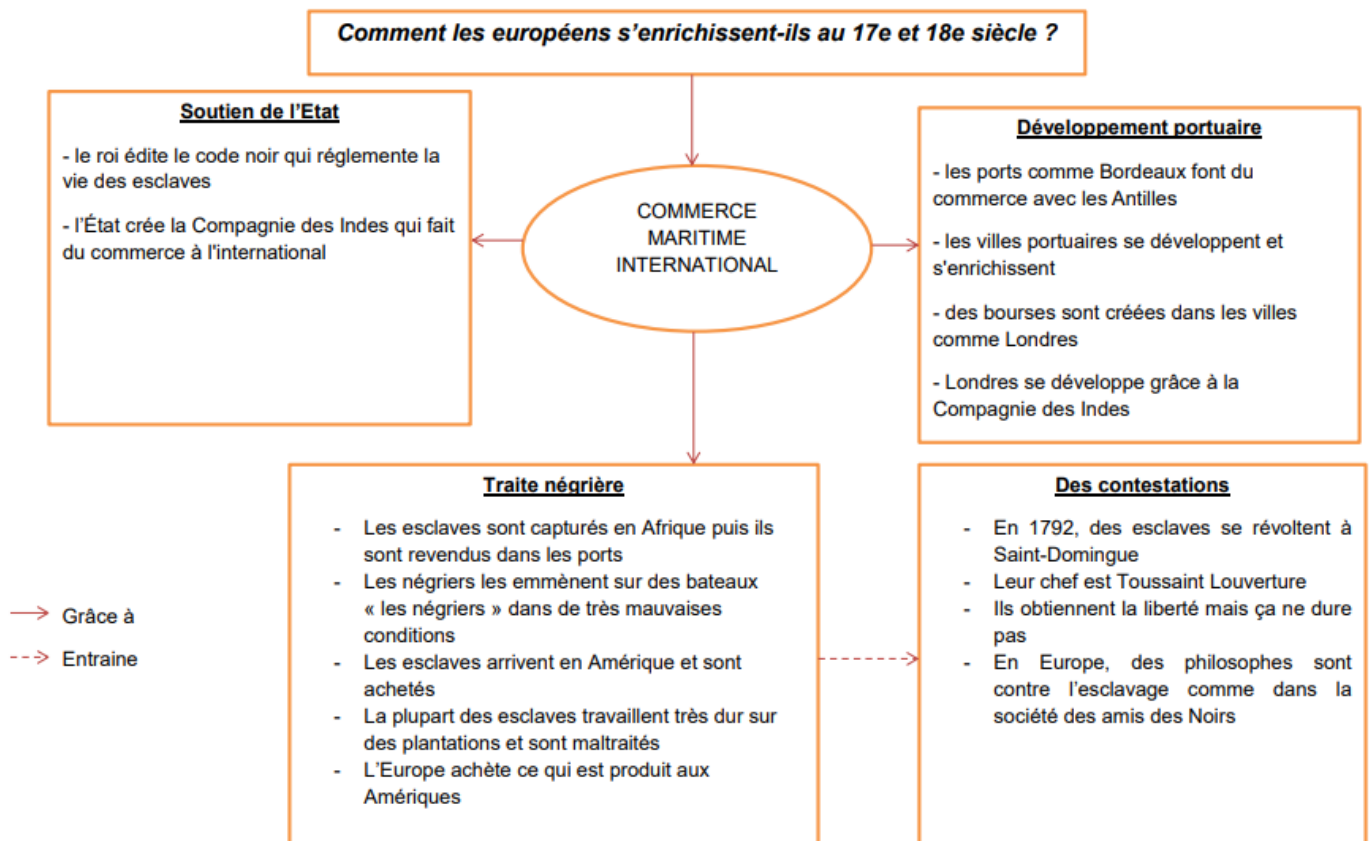 Comment les européens s'enrichissent-ils au 17e et 18e siècle ?
Soutien de l'Etat
- le roi édite le code noir qui réglemente la
vie des esclaves
- l'État crée la Compagnie des Indes qui fait
du commerce à l'international
COMMERCE
MARITIME
INTERNATIONAL
Développement portuaire
- les ports comme Bordeaux font du
commerce avec les Antilles
- les villes portuaires se développent et
s'enrichissent
- des bourses sont créées dans les villes
comme Londres
- Londres se développe grâce à la
Compagnie des Indes
Grâce à
Entraine
Traite négrière
- Les esclaves sont capturés en Afrique puis ils
sont revendus dans les ports
- Les négriers les emmènent sur des bateaux
« les négriers » dans de très mauvaises
conditions
- Les esclaves arrivent en Amérique et sont
achetés
- La plupart des esclaves travaillent très dur sur
des plantations et sont maltraités
- L'Europe achète ce qui est produit aux
Amériques
Des contestations
- En 1792, des esclaves se révoltent à
Saint-Domingue
- Leur chef est Toussaint Louverture
- Ils obtiennent la liberté mais ça ne dure
pas
- En Europe, des philosophes sont
contre l'esclavage comme dans la
société des amis des Noirs